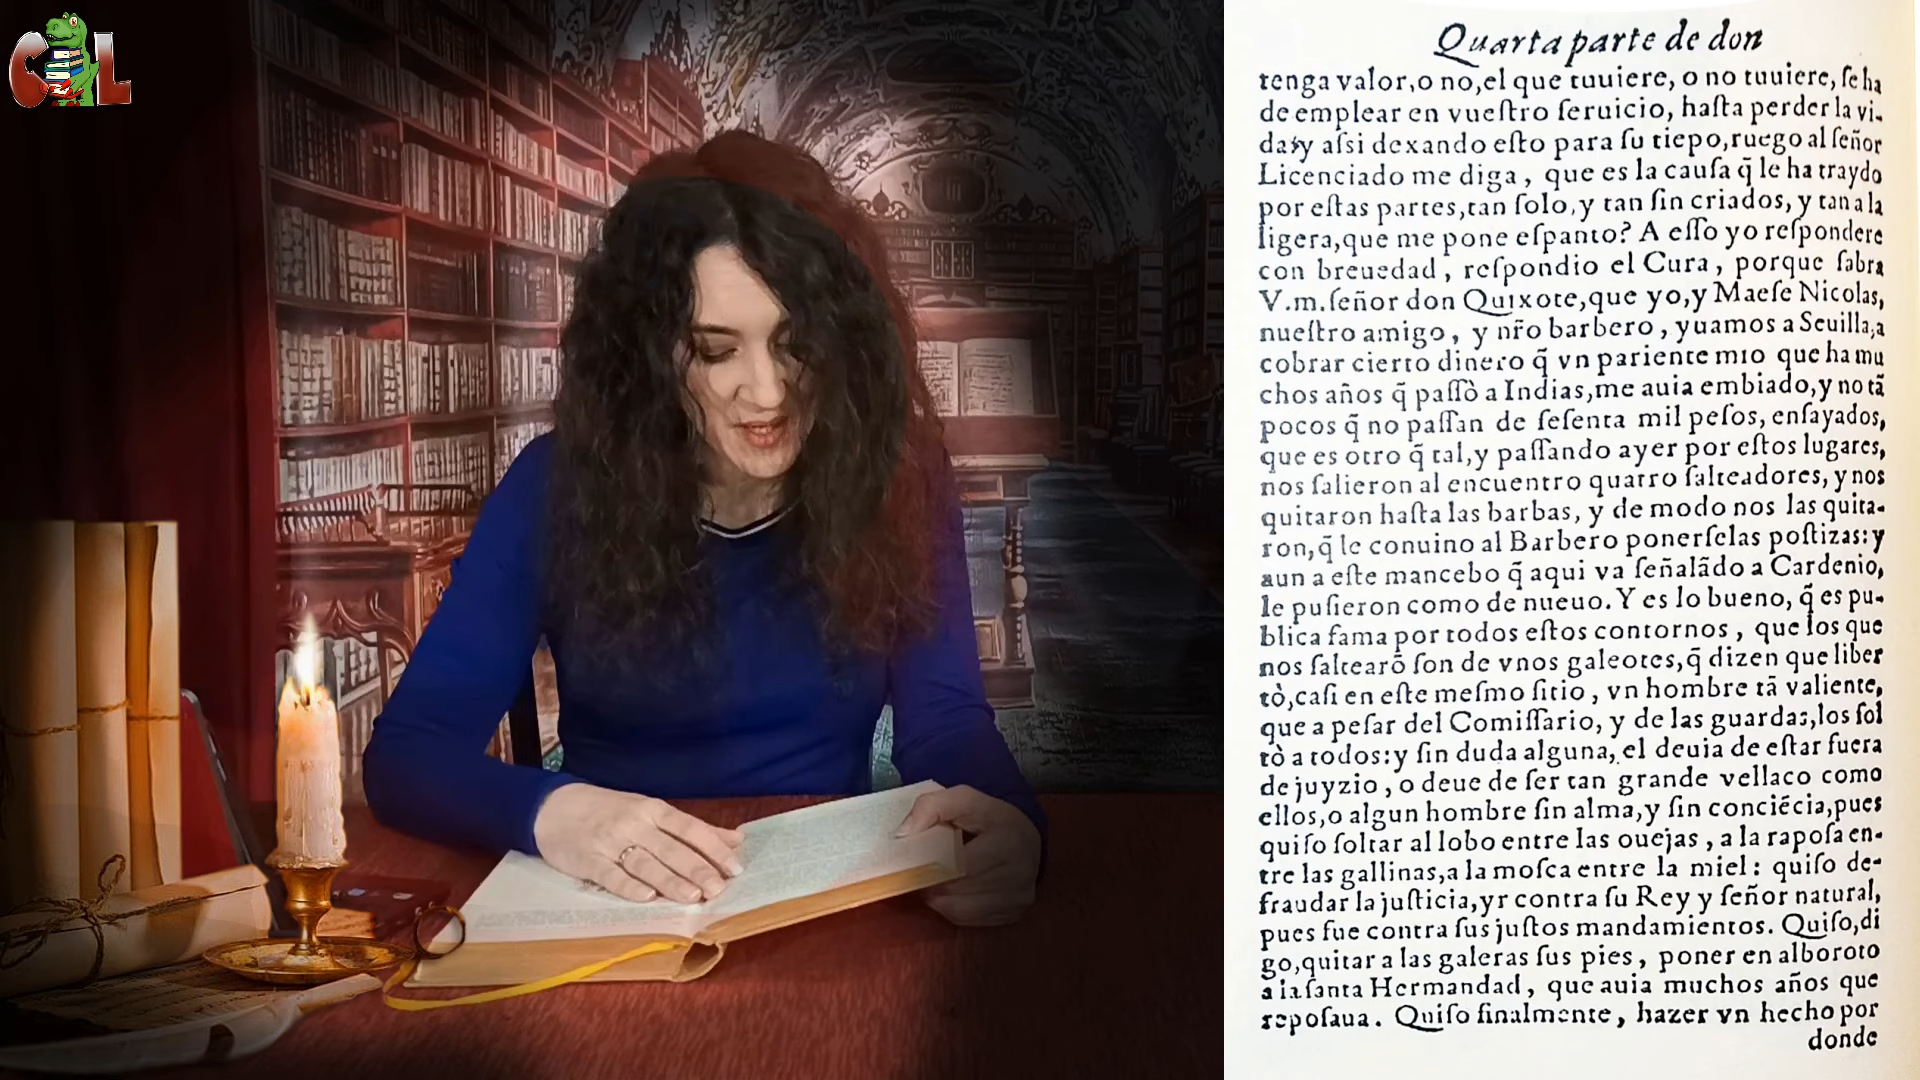 C L
Quarta parte de don
tenga valor, o no, el que tuuiere, o no tuuiere, ſe ha
de emplear en vueſtro ſeruicio, haſta perder la vi-
da: y aſsi dexando eſto para ſu tiẽpo, ruego al ſeñor
Licenciado me diga, que es la cauſa q̃ le ha traydo
por eſtas partes, tan ſolo, y tan ſin criados, y tan a la
ligera, que me pone eſpanto? A eſſo yo reſpondere
con breuedad, reſpondio el Cura, porque ſabra
V.m. ſeñor don Quixote, que yo, y Maeſe Nicolas,
nueſtro amigo, y nr̃o barbero, yuamos a Seuilla, a
cobrar cierto dinero q̃ vn pariente mio que ha mu
chos años q̃ paſſò a Indias, me auia embiado, y no tã
pocos q̃ no paſſan de ſeſenta mil peſos, enſayados,
que es otro q̃ tal, y paſſando ayer por eſtos lugares,
nos ſalieron al encuentro quatro ſalteadores, y nos
quitaron haſta las barbas, y de modo nos las quita-
ron, q̃ le conuino al Barbero ponerſelas poſtizas: y
aun a eſte mancebo q̃ aqui va ſeñalãdo a Cardenio,
le puſieron como de nueuo. Y es lo bueno, q̃ es pu-
blica fama por todos eſtos contornos, que los que
nos ſaltearõ ſon de vnos galeotes, q̃ dizen que liber
tò, caſi en eſte meſmo ſitio, vn hombre tã valiente,
que a peſar del Comiſſario, y de las guardas, los ſol
tò a todos: y ſin duda alguna, el deuia de eſtar fuera
de juyzio, o deue de ſer tan grande vellaco como
ellos, o algun hombre ſin alma, y ſin conciẽcia, pues
quiſo ſoltar al lobo entre las ouejas, a la rapoſa en-
tre las gallinas, a la moſca entre la miel: quiſo de-
fraudar la juſticia, yr contra ſu Rey y ſeñor natural,
pues fue contra ſus juſtos mandamientos. Quiſo, di
go, quitar a las galeras ſus pies, poner en alboroto
a la ſanta Hermandad, que auia muchos años que
repoſaua. Quiſo finalmente, hazer vn hecho por
donde